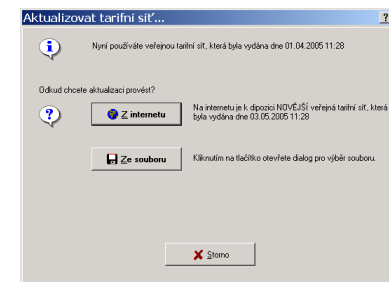 Aktualizovat tarifní síť...
Nyní používáte veřejnou tarifní síť, která byla vydána dne 01.04.2005 11:28
Odkud chcete aktualizaci provést?
Z internetu
Na internetu je k dipozici NOVĚJŠÍ veřejná tarifní síť, která
byla vydána dne 03.05.2005 11:28
Ze souboru
Kliknutím na tlačítko otevřete dialog pro výběr souboru.
Storno